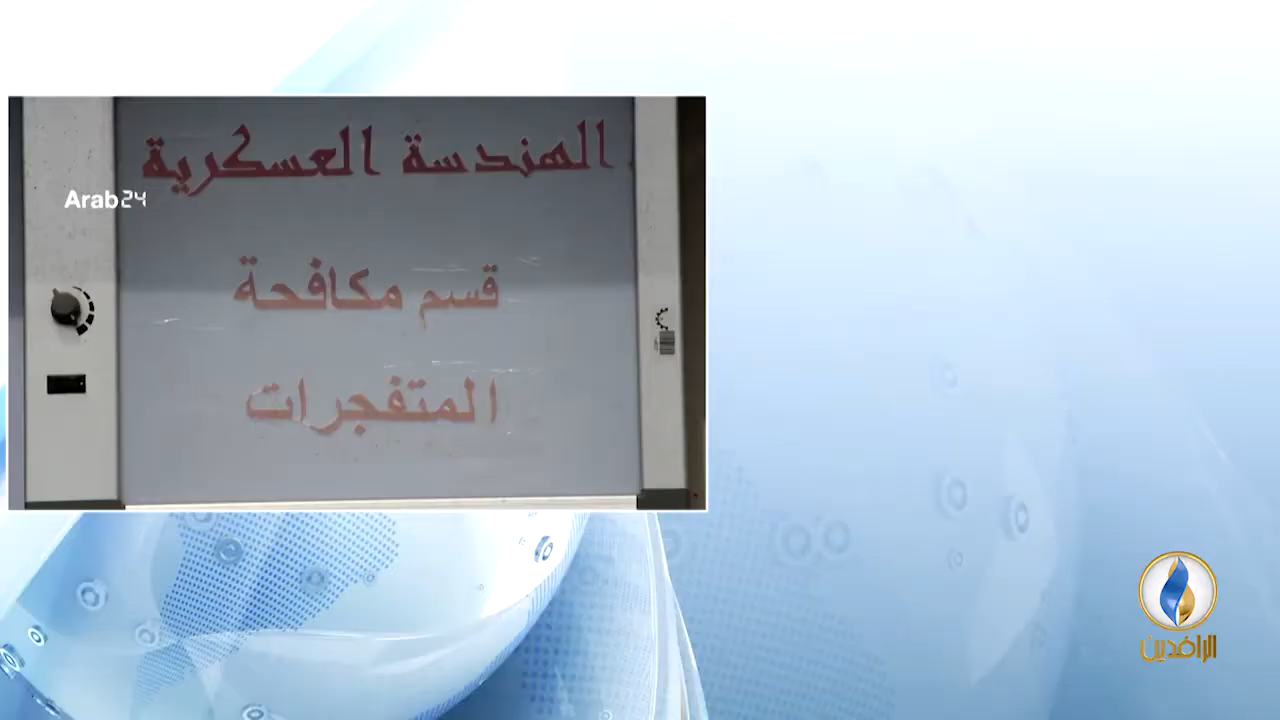 الهندسة العسكرية
Arab24
قسم مكافحة
المتفجرات
الرافدين